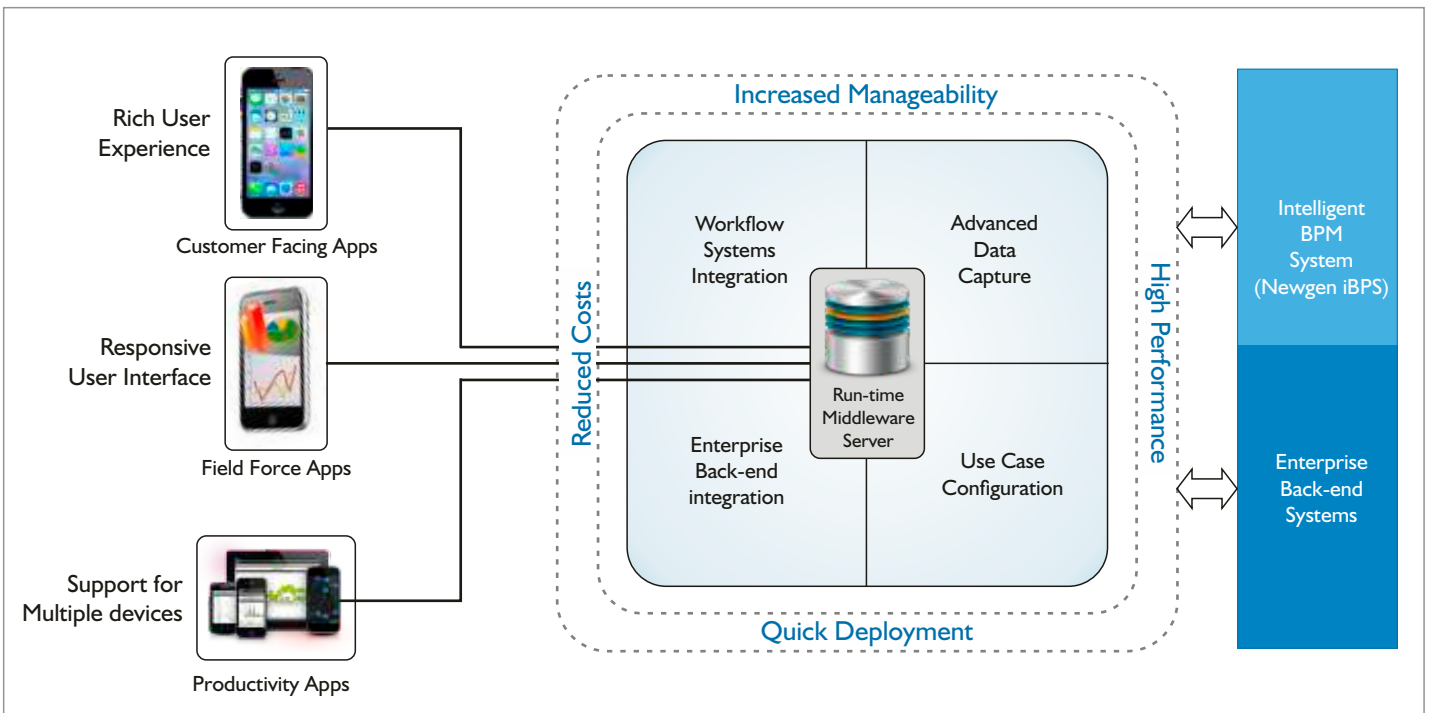 Rich User
Experience
Customer Facing Apps
Responsive
User Interface
Field Force Apps
Support for
Multiple devices
Productivity Apps
Increased Manageability
Reduced Costs
High Performance
Quick Deployment
Workflow
Systems
Integration
Advanced
Data
Capture
Run-time
Middleware
Server
Enterprise
Back-end
integration
Use Case
Configuration
Intelligent
BPM
System
(Newgen iBPS)
Enterprise
Back-end
Systems